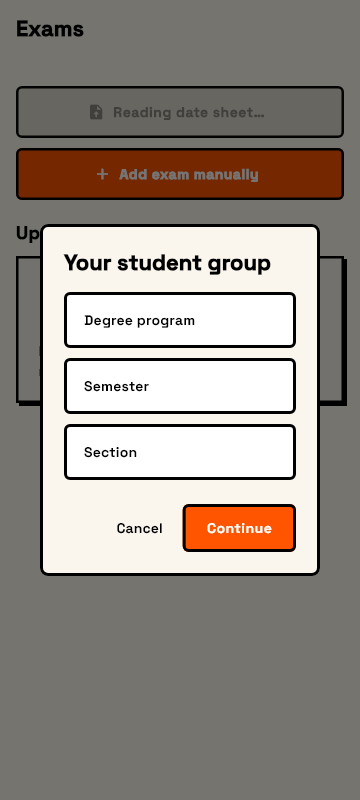 Exams
Reading date sheet…
Add exam manually
Up
Your student group
Degree program
Semester
Section
Cancel
Continue